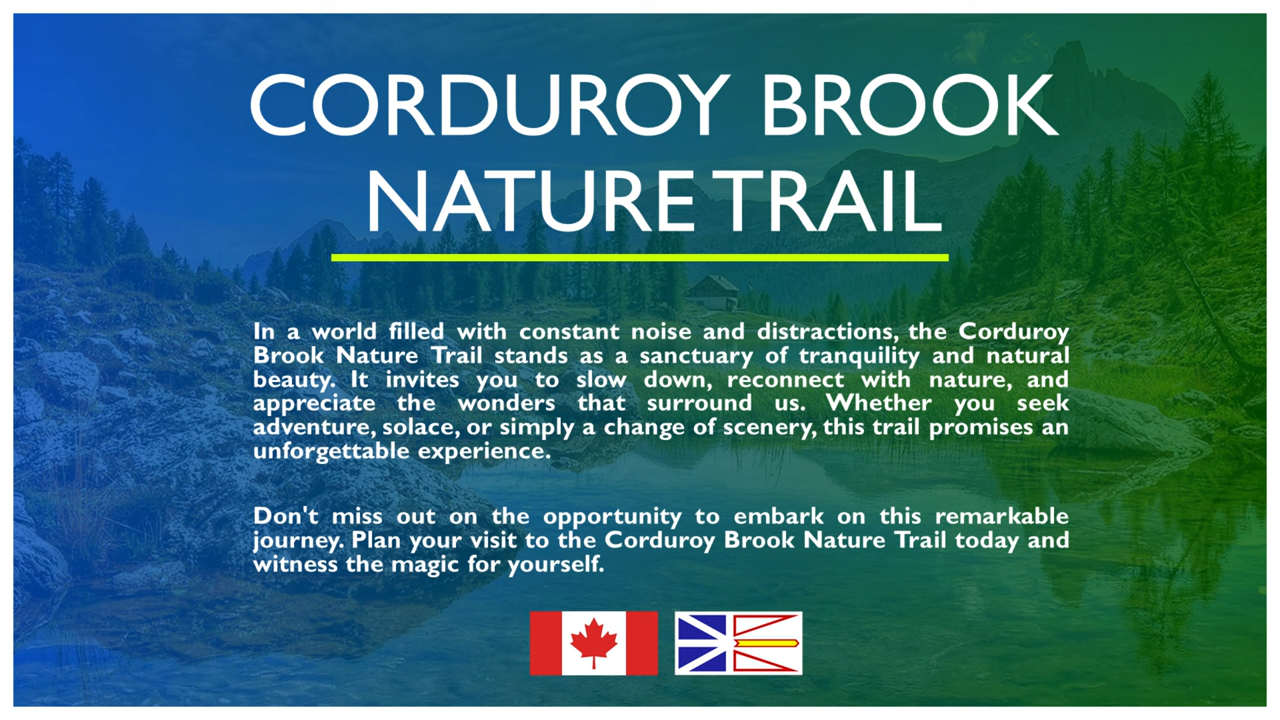 CORDUROY BROOK
NATURE TRAIL
In a world filled with constant noise and distractions, the Corduroy
Brook Nature Trail stands as a sanctuary of tranquility and natural
beauty. It invites you to slow down, reconnect with nature, and
appreciate the wonders that surround us. Whether you seek
adventure, solace, or simply a change of scenery, this trail promises an
unforgettable experience.
Don't miss out on the opportunity to embark on this remarkable
journey. Plan your visit to the Corduroy Brook Nature Trail today and
witness the magic for yourself.